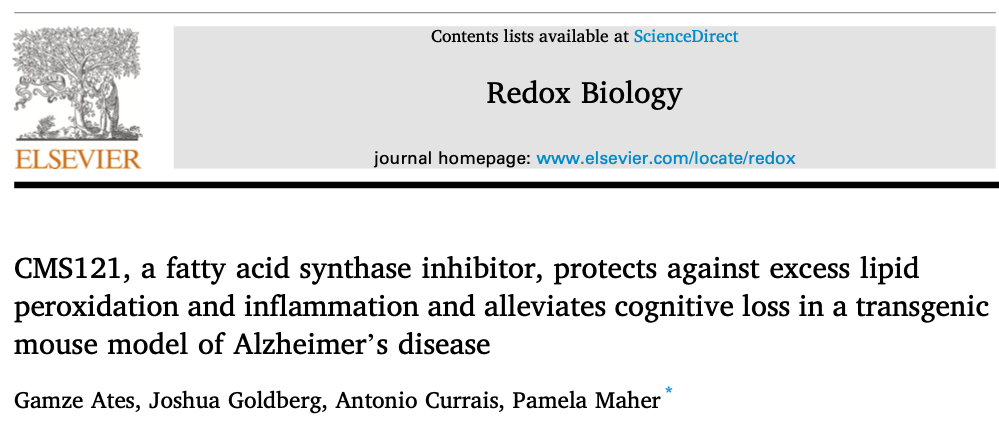 Contents lists available at ScienceDirect
Redox Biology
ELSEVIER
journal homepage: www.elsevier.com/locate/redox
CMS121, a fatty acid synthase inhibitor, protects against excess lipid
peroxidation and inflammation and alleviates cognitive loss in a transgenic
mouse model of Alzheimer’s disease
Gamze Ates, Joshua Goldberg, Antonio Currais, Pamela Maher *